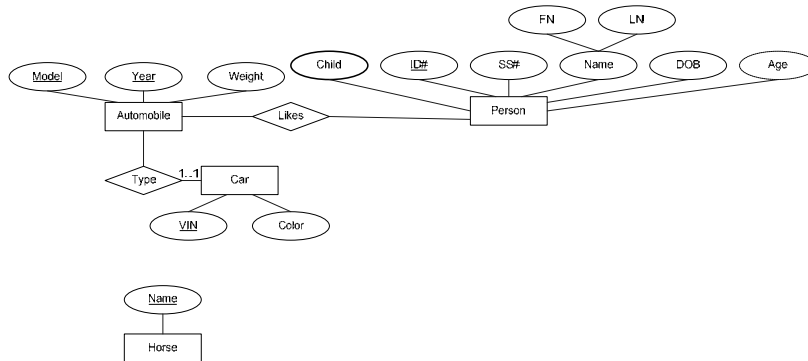 FN
LN
Child
ID#
SS#
Name
DOB
Age
Model
Year
Weight
Automobile
Likes
Person
Type
1..1
Car
VIN
Color
Name
Horse